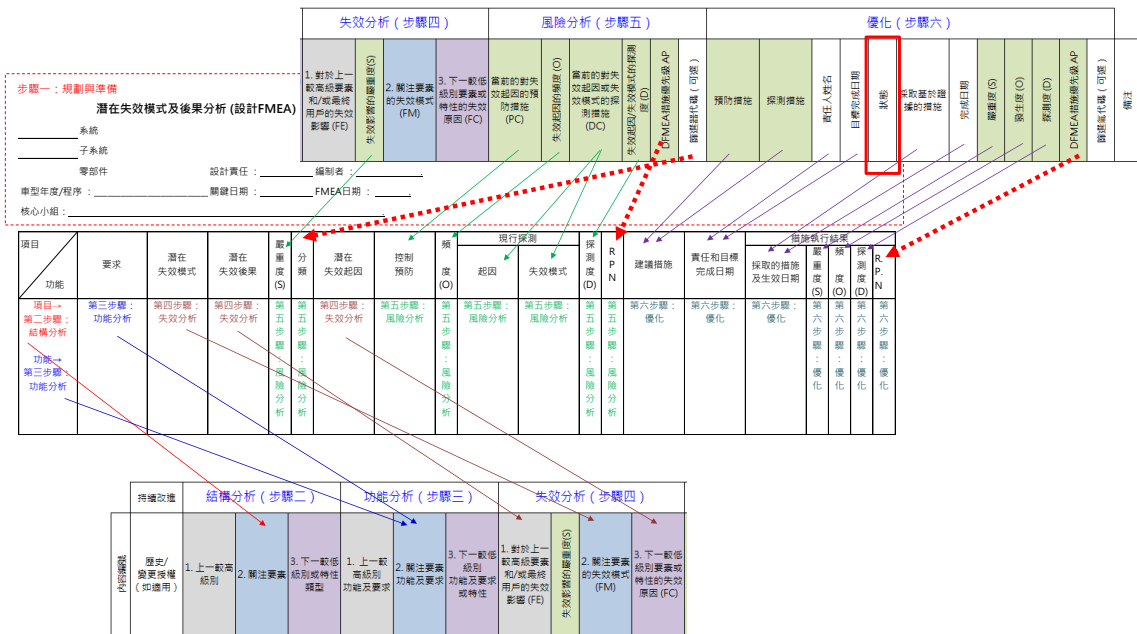 失效分析（步驟四）
風險分析（步驟五）
優化（步驟六）
1. 對於上一
較高級要素
和/或最終
用戶的失效
影響 (FE)
失效影響的嚴重度(S)
2. 關注要素
的失效模式
(FM)
3. 下一較低
級別要素或
特性的失效
原因 (FC)
當前的對失
效起因的預
防措施
(PC)
失效起因的頻度 (O)
當前的對失
效起因或失
效模式的探
測措施
(DC)
失效起因/失效模式的探測
度 (D)
DFMEA措施優先級 AP
篩選器代碼 ( 可選 )
預防措施
探測措施
責任人姓名
目標完成日期
狀態
採取基於證
據的措施
完成日期
嚴重度 (S)
發生度 (O)
探測度 (D)
DFMEA措施優先級 AP
篩選氣代碼 ( 可選 )
備注
步驟一：規劃與準備
潛在失效模式及後果分析 (設計FMEA)
系統
子系統
零部件
設計責任：
編制者：
車型年度/程序：
關鍵日期：
FMEA日期：
核心小組：
項目
功能
要求
潛在
失效模式
潛在
失效後果
嚴重度(S)
分類
潛在
失效起因
控制
預防
頻度(O)
現行探測
起因
失效模式
探測度(D)
R
P
N
建議措施
責任和目標
完成日期
措施執行結果
採取的措施
及生效日期
嚴重度(S)
頻度(O)
探測度(D)
R.
P.
N
項目→
第二步驟：
結構分析
功能→
第三步驟：
功能分析
第三步驟：
功能分析
第四步驟：
失效分析
第四步驟：
失效分析
第五步驟：風險分析
第五步驟：風險分析
第四步驟：
失效分析
第五步驟：
風險分析
第五步驟：風險分析
第五步驟：
風險分析
第五步驟：
風險分析
第五步驟：風險分析
第五步驟：風險分析
第六步驟：
優化
第六步驟：
優化
第六步驟：
優化
第六步驟：優化
第六步驟：優化
第六步驟：優化
第六步驟：優化
持續改進
結構分析（步驟二）
功能分析（步驟三）
失效分析（步驟四）
歷史/
變更授權
（如適用）
1. 上一較高
級別
2. 關注要素
3. 下一較低
級別或特性
類型
1. 上一較
高級別
功能及要求
2. 關注要素
功能及要求
3. 下一較低
級別
功能及要求
或特性
1. 對於上一
較高級要素
和/或最終
用戶的失效
影響 (FE)
失效影響的嚴重度(S)
2. 關注要素
的失效模式
(FM)
3. 下一較低
級別要素或
特性的失效
原因 (FC)